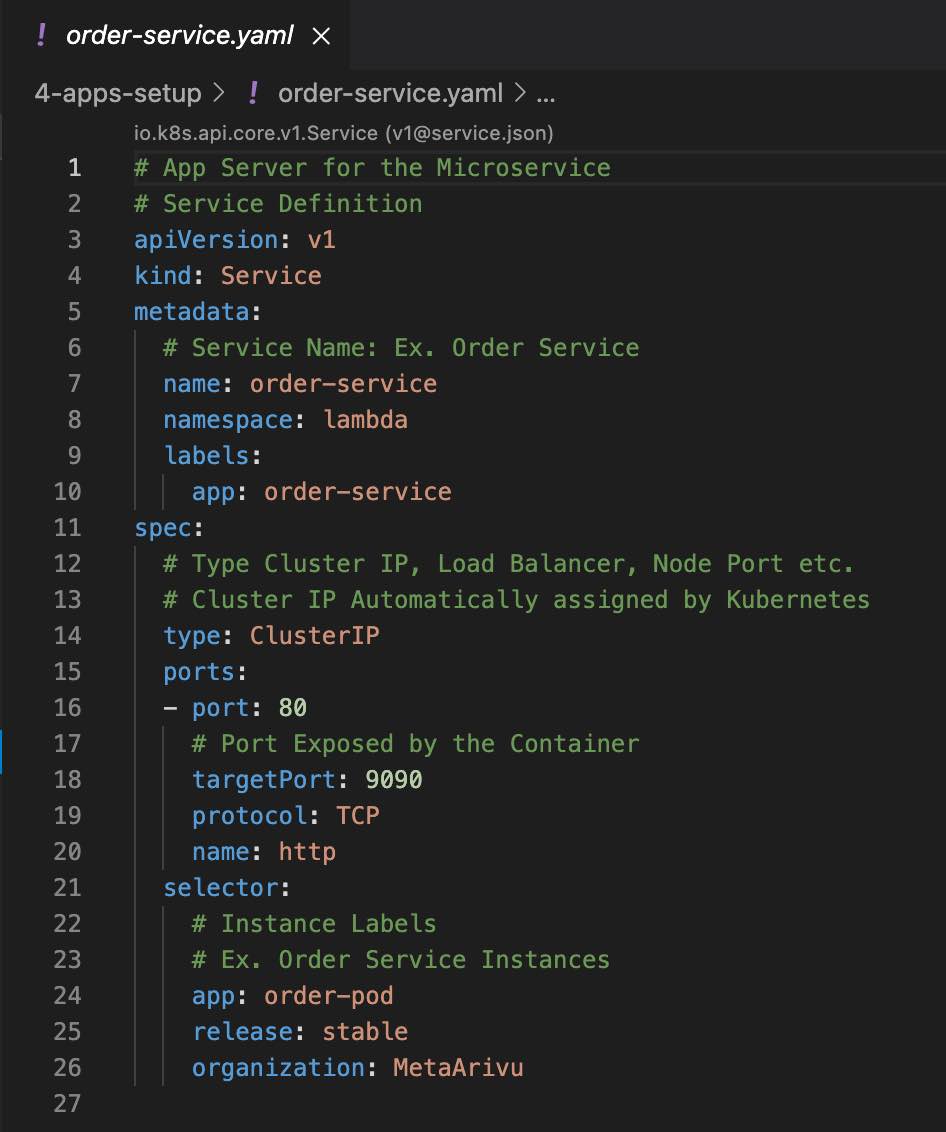 ! order-service.yaml ×
4-apps-setup > ! order-service.yaml > ...
io.k8s.api.core.v1.Service (v1@service.json)
1 # App Server for the Microservice
2 # Service Definition
3 apiVersion: v1
4 kind: Service
5 metadata:
6   # Service Name: Ex. Order Service
7   name: order-service
8   namespace: lambda
9   labels:
10     app: order-service
11 spec:
12   # Type Cluster IP, Load Balancer, Node Port etc.
13   # Cluster IP Automatically assigned by Kubernetes
14   type: ClusterIP
15   ports:
16   - port: 80
17     # Port Exposed by the Container
18     targetPort: 9090
19     protocol: TCP
20     name: http
21   selector:
22     # Instance Labels
23     # Ex. Order Service Instances
24     app: order-pod
25     release: stable
26     organization: MetaArivu
27